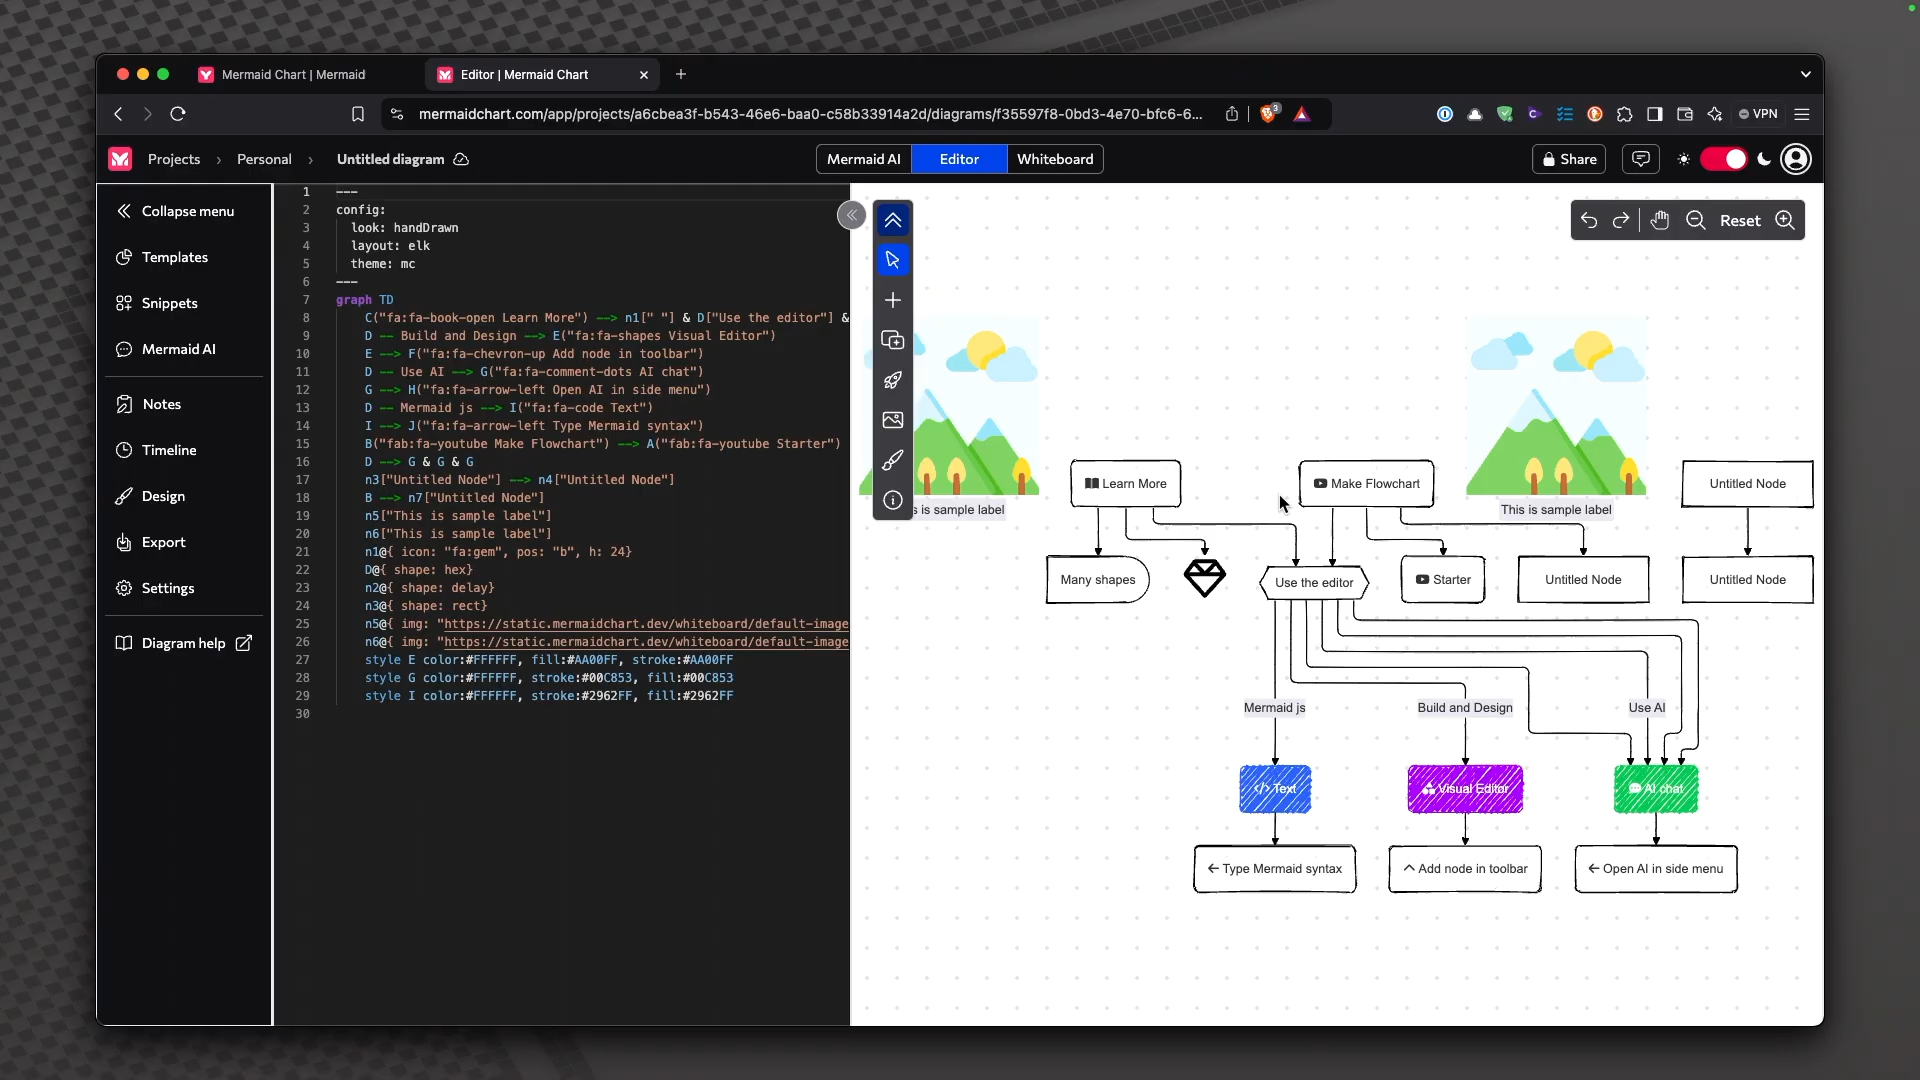 Mermaid Chart | Mermaid
Editor | Mermaid Chart
mermaidchart.com/app/projects/a6cbea3f-b543-46e6-baa0-c58b33914a2d/diagrams/f35597f8-0bd3-4e70-bfc6-6...
3
VPN
Projects › Personal › Untitled diagram
Mermaid AI
Editor
Whiteboard
Share
Collapse menu
Templates
Snippets
Mermaid AI
Notes
Timeline
Design
Export
Settings
Diagram help
1 ---
2 config:
3 look: handDrawn
4 layout: elk
5 theme: mc
6 ---
7 graph TD
8 C("fa:fa-book-open Learn More") --> n1[" "] & D["Use the editor"] &
9 D -- Build and Design --> E("fa:fa-shapes Visual Editor")
10 E --> F("fa:fa-chevron-up Add node in toolbar")
11 D -- Use AI --> G("fa:fa-comment-dots AI chat")
12 G --> H("fa:fa-arrow-left Open AI in side menu")
13 D -- Mermaid js --> I("fa:fa-code Text")
14 I --> J("fa:fa-arrow-left Type Mermaid syntax")
15 B("fab:fa-youtube Make Flowchart") --> A("fab:fa-youtube Starter")
16 D --> G & G & G
17 n3["Untitled Node"] --> n4["Untitled Node"]
18 B --> n7["Untitled Node"]
19 n5["This is sample label"]
20 n6["This is sample label"]
21 n1@{ icon: "fa:gem", pos: "b", h: 24}
22 D@{ shape: hex}
23 n2@{ shape: delay}
24 n3@{ shape: rect}
25 n5@{ img: "https://static.mermaidchart.dev/whiteboard/default-image
26 n6@{ img: "https://static.mermaidchart.dev/whiteboard/default-image
27 style E color:#FFFFFF, fill:#AA00FF, stroke:#AA00FF
28 style G color:#FFFFFF, stroke:#00C853, fill:#00C853
29 style I color:#FFFFFF, stroke:#2962FF, fill:#2962FF
30
Reset
Learn More
Make Flowchart
Untitled Node
s is sample label
This is sample label
Many shapes
Use the editor
Starter
Untitled Node
Untitled Node
Mermaid js
Build and Design
Use AI
</> Text
Visual Editor
AI chat
Type Mermaid syntax
Add node in toolbar
Open AI in side menu